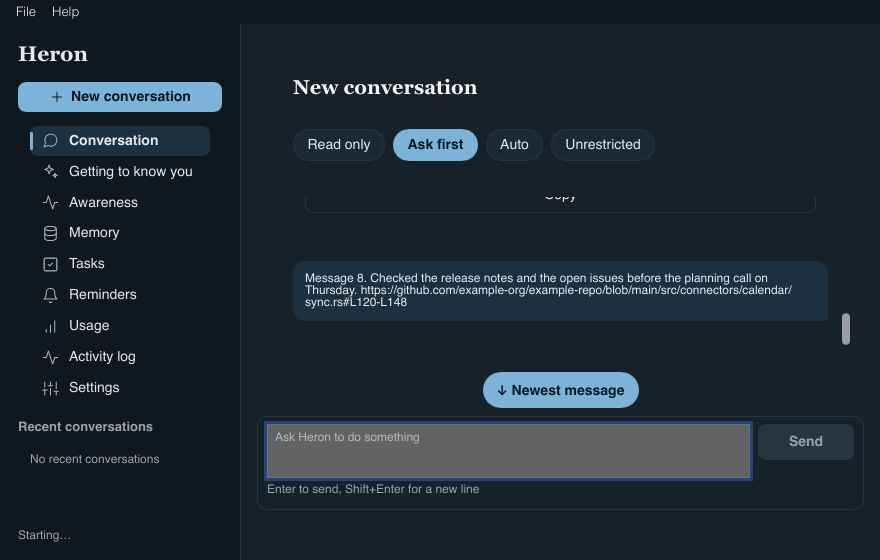 File Help
Heron
+ New conversation
Conversation
Getting to know you
Awareness
Memory
Tasks
Reminders
Usage
Activity log
Settings
Recent conversations
No recent conversations
Starting…
New conversation
Read only Ask first Auto Unrestricted
Copy
Message 8. Checked the release notes and the open issues before the planning call on
Thursday. https://github.com/example-org/example-repo/blob/main/src/connectors/calendar/
sync.rs#L120-L148
↓ Newest message
Ask Heron to do something
Send
Enter to send, Shift+Enter for a new line